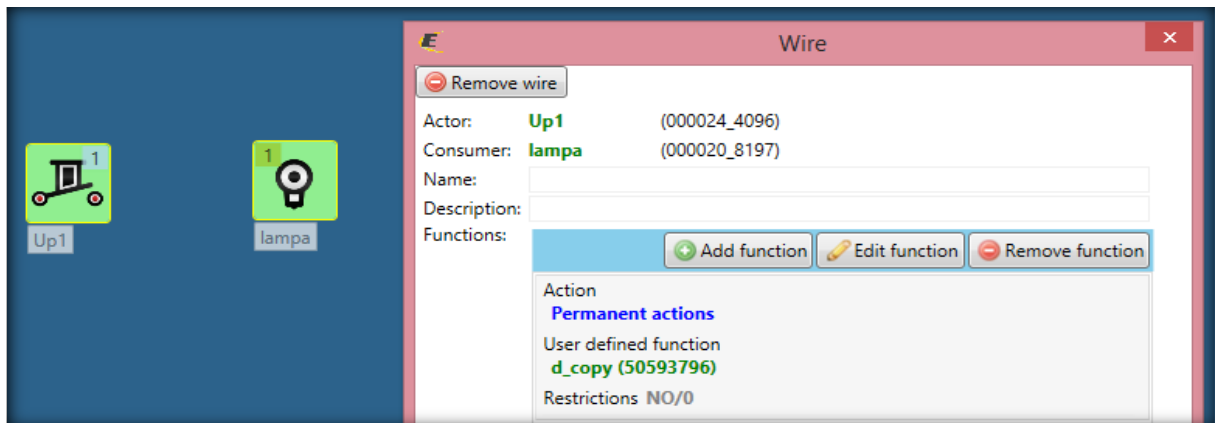 E
Wire
×
Remove wire
Actor: Up1 (000024_4096)
Consumer: lampa (000020_8197)
Name:
Description:
Functions:
Add function Edit function Remove function
Action
Permanent actions
User defined function
d_copy (50593796)
Restrictions NO/0
1
Up1
1
lampa